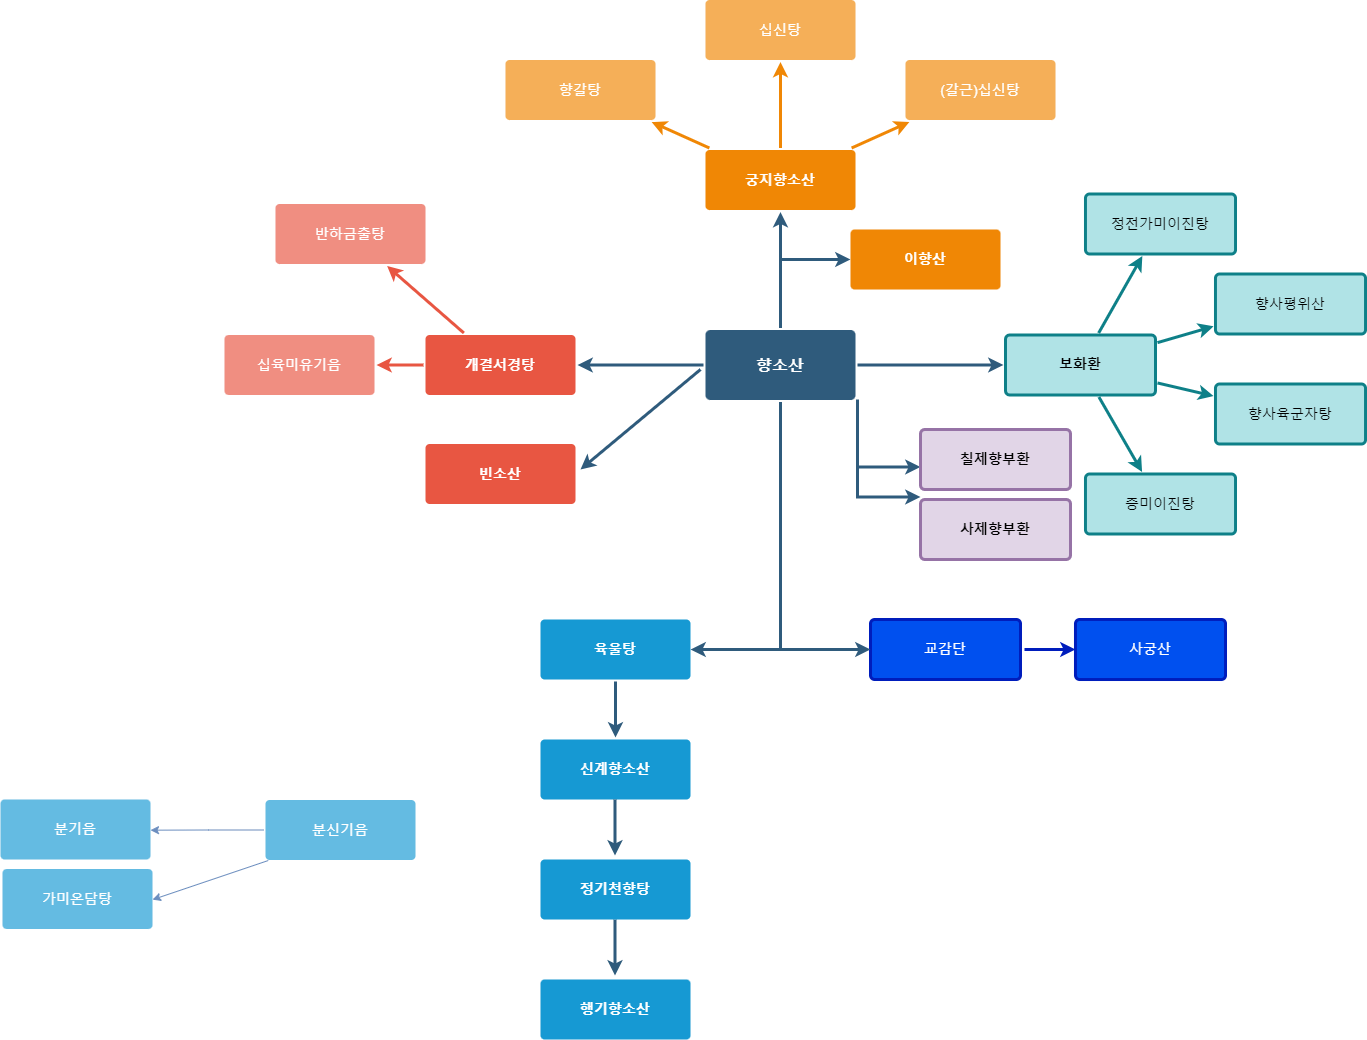 십신탕
향갈탕
(갈근)십신탕
궁지향소산
정전가미이진탕
반하금출탕
이향산
향사평위산
향소산
보화환
십육미유기음
개결서경탕
향사육군자탕
칠제향부환
빈소산
증미이진탕
사제향부환
육울탕
교감단
사궁산
신계향소산
분기음
분신기음
가미온담탕
정기천향탕
행기향소산